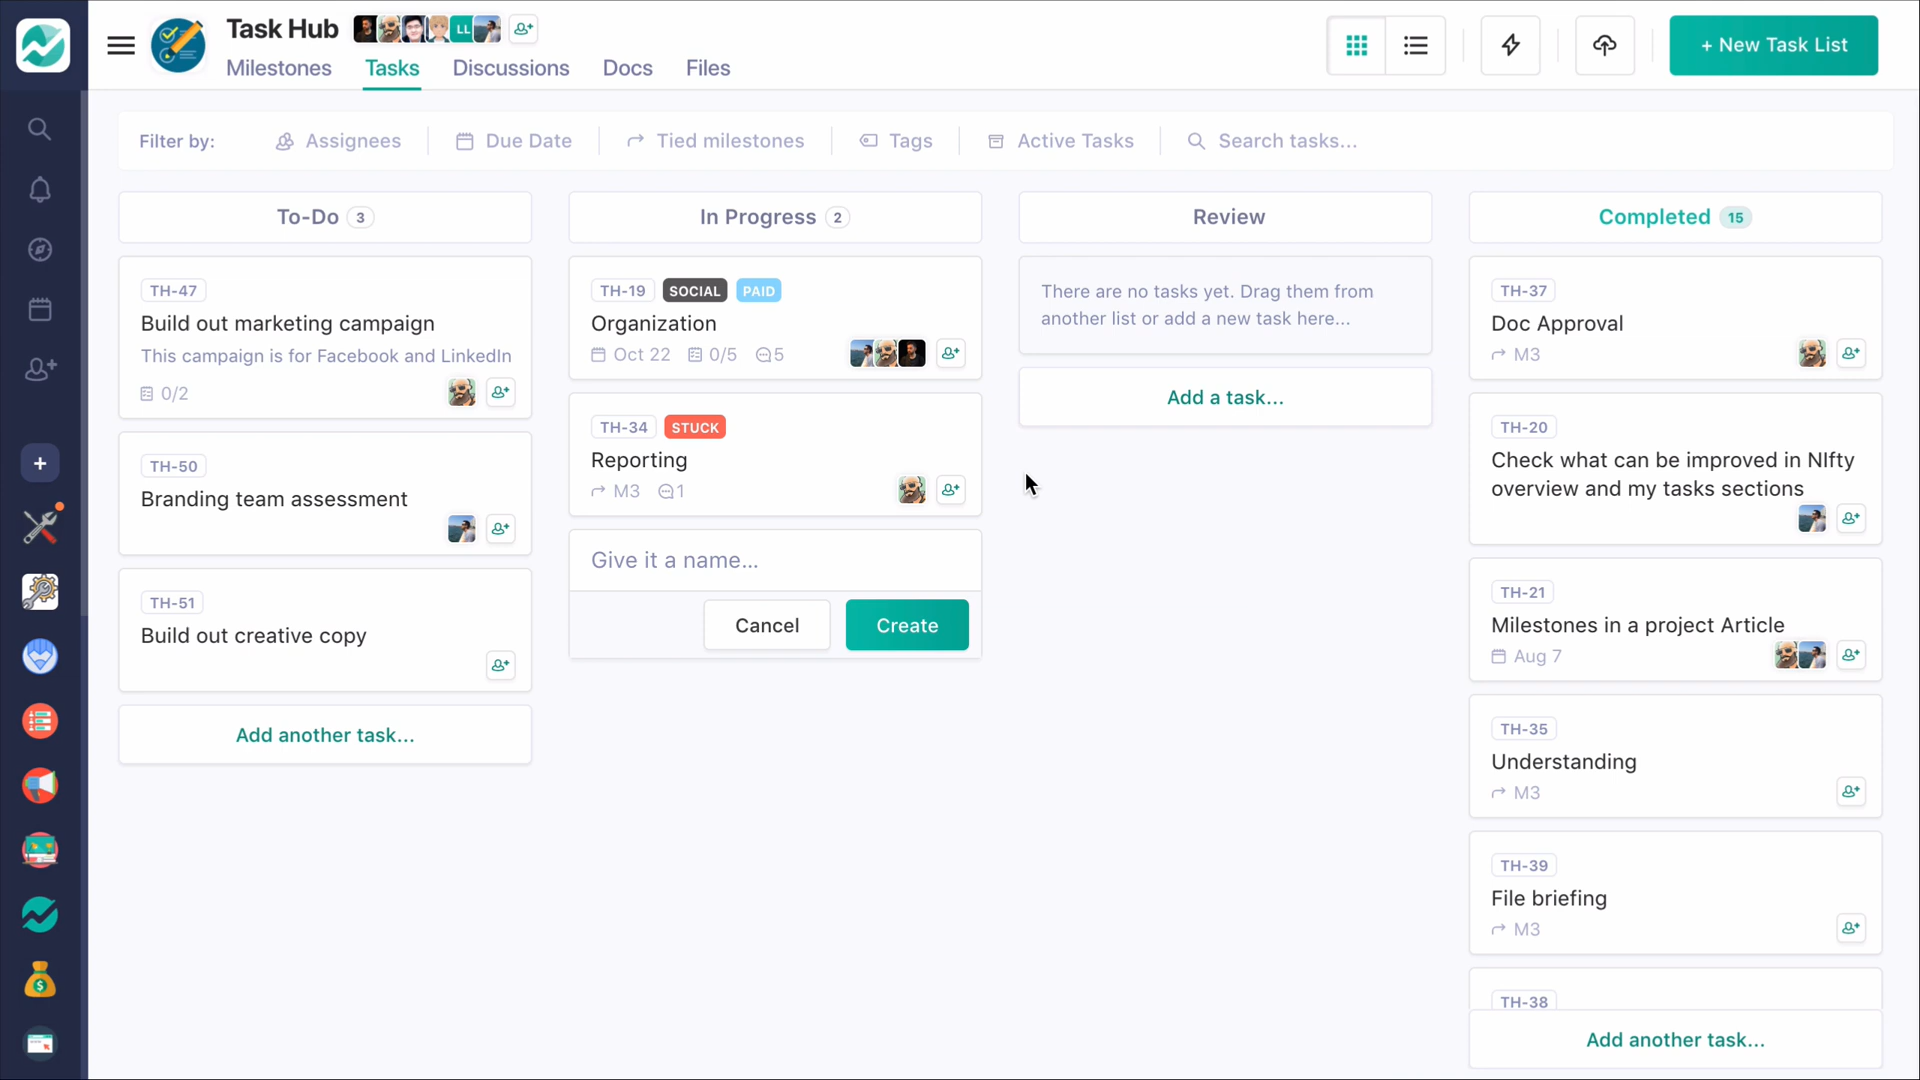 Task Hub
LL
Milestones
Tasks
Discussions
Docs
Files
+ New Task List
Filter by:
Assignees
Due Date
Tied milestones
Tags
Active Tasks
Search tasks...
To-Do 3
TH-47
Build out marketing campaign
This campaign is for Facebook and LinkedIn
0/2
TH-50
Branding team assessment
TH-51
Build out creative copy
Add another task...
In Progress 2
TH-19 SOCIAL PAID
Organization
Oct 22 0/5 5
TH-34 STUCK
Reporting
M3 1
Give it a name...
Cancel
Create
Review
There are no tasks yet. Drag them from
another list or add a new task here...
Add a task...
Completed 15
TH-37
Doc Approval
M3
TH-20
Check what can be improved in NIfty
overview and my tasks sections
TH-21
Milestones in a project Article
Aug 7
TH-35
Understanding
M3
TH-39
File briefing
M3
TH-38
Add another task...